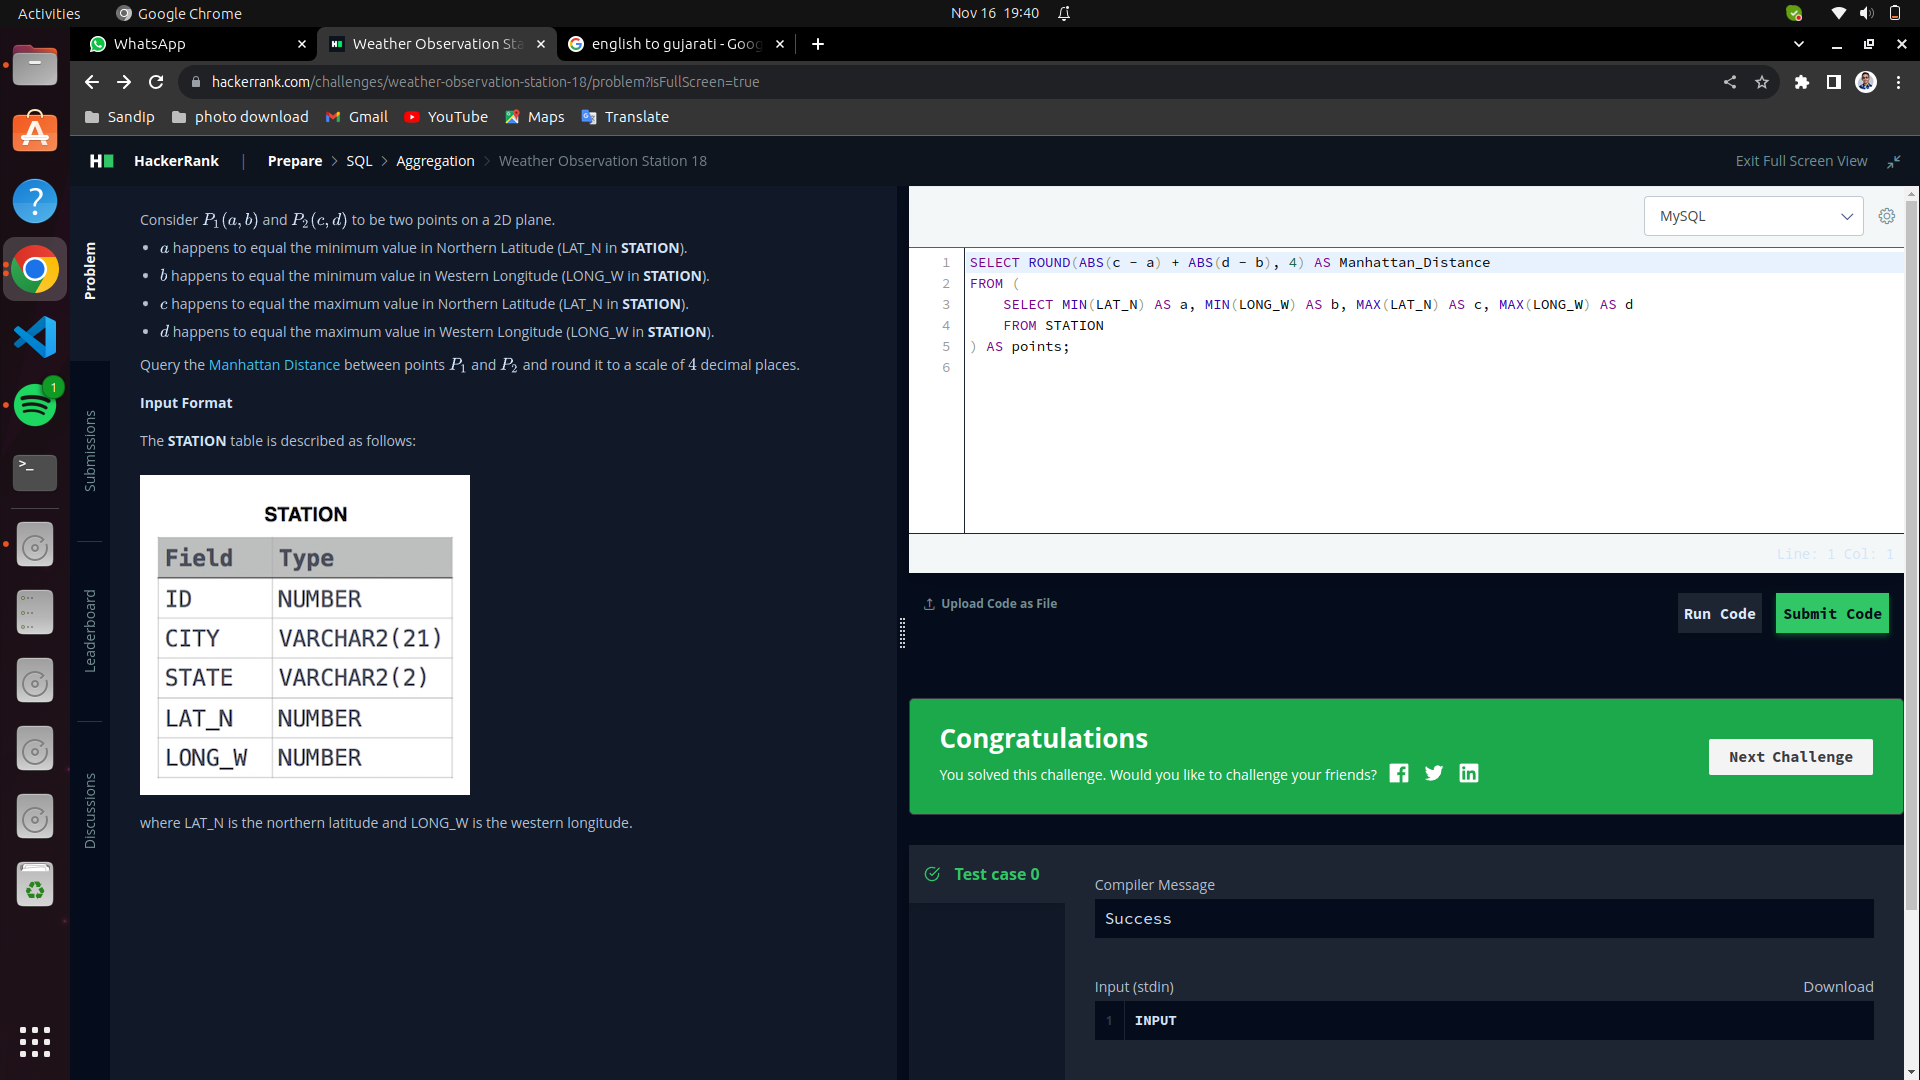 Activities
Google Chrome
Nov 16 19:40
WhatsApp
Weather Observation Sta
english to gujarati - Goog
hackerrank.com/challenges/weather-observation-station-18/problem?isFullScreen=true
Sandip
photo download
Gmail
YouTube
Maps
Translate
HackerRank
Prepare > SQL > Aggregation > Weather Observation Station 18
Exit Full Screen View
Problem
Submissions
Leaderboard
Discussions
Consider P1(a, b) and P2(c, d) to be two points on a 2D plane.
• a happens to equal the minimum value in Northern Latitude (LAT_N in STATION).
• b happens to equal the minimum value in Western Longitude (LONG_W in STATION).
• c happens to equal the maximum value in Northern Latitude (LAT_N in STATION).
• d happens to equal the maximum value in Western Longitude (LONG_W in STATION).
Query the Manhattan Distance between points P1 and P2 and round it to a scale of 4 decimal places.
Input Format
The STATION table is described as follows:
STATION
Field Type
ID NUMBER
CITY VARCHAR2(21)
STATE VARCHAR2(2)
LAT_N NUMBER
LONG_W NUMBER
where LAT_N is the northern latitude and LONG_W is the western longitude.
MySQL
1 SELECT ROUND(ABS(c - a) + ABS(d - b), 4) AS Manhattan_Distance
2 FROM (
3 SELECT MIN(LAT_N) AS a, MIN(LONG_W) AS b, MAX(LAT_N) AS c, MAX(LONG_W) AS d
4 FROM STATION
5 ) AS points;
6
Line: 1 Col: 1
Upload Code as File
Run Code
Submit Code
Congratulations
You solved this challenge. Would you like to challenge your friends?
Next Challenge
Test case 0
Compiler Message
Success
Input (stdin)
Download
1 INPUT
1